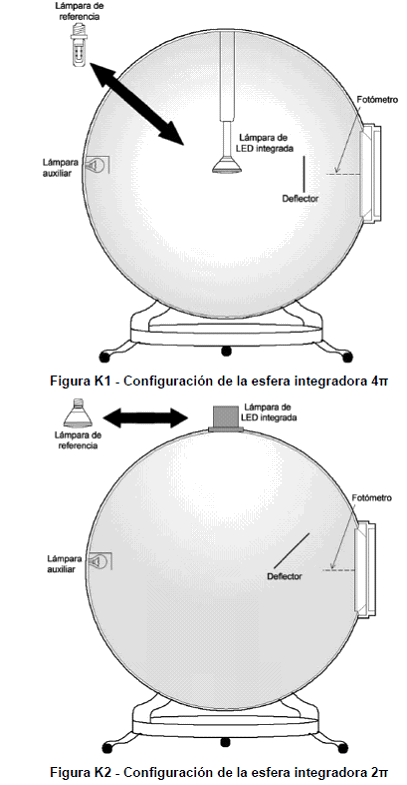 Lámpara de
referencia
Fotómetro
Lámpara de
LED integrada
Lámpara
auxiliar
Deflector
Figura K1 - Configuración de la esfera integradora 4π
Lámpara de
LED integrada
Lámpara de
referencia
Fotómetro
Lámpara
auxiliar
Deflector
Figura K2 - Configuración de la esfera integradora 2π